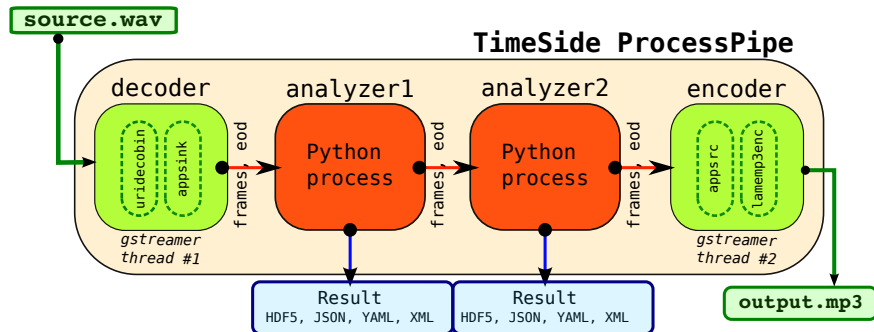 source.wav
TimeSide ProcessPipe
decoder
analyzer1
analyzer2
encoder
uridecobin
appsink
frames, eod
Python
process
frames, eod
Python
process
frames, eod
appsrc
lamemp3enc
gstreamer
thread #1
gstreamer
thread #2
Result
HDF5, JSON, YAML, XML
Result
HDF5, JSON, YAML, XML
output.mp3